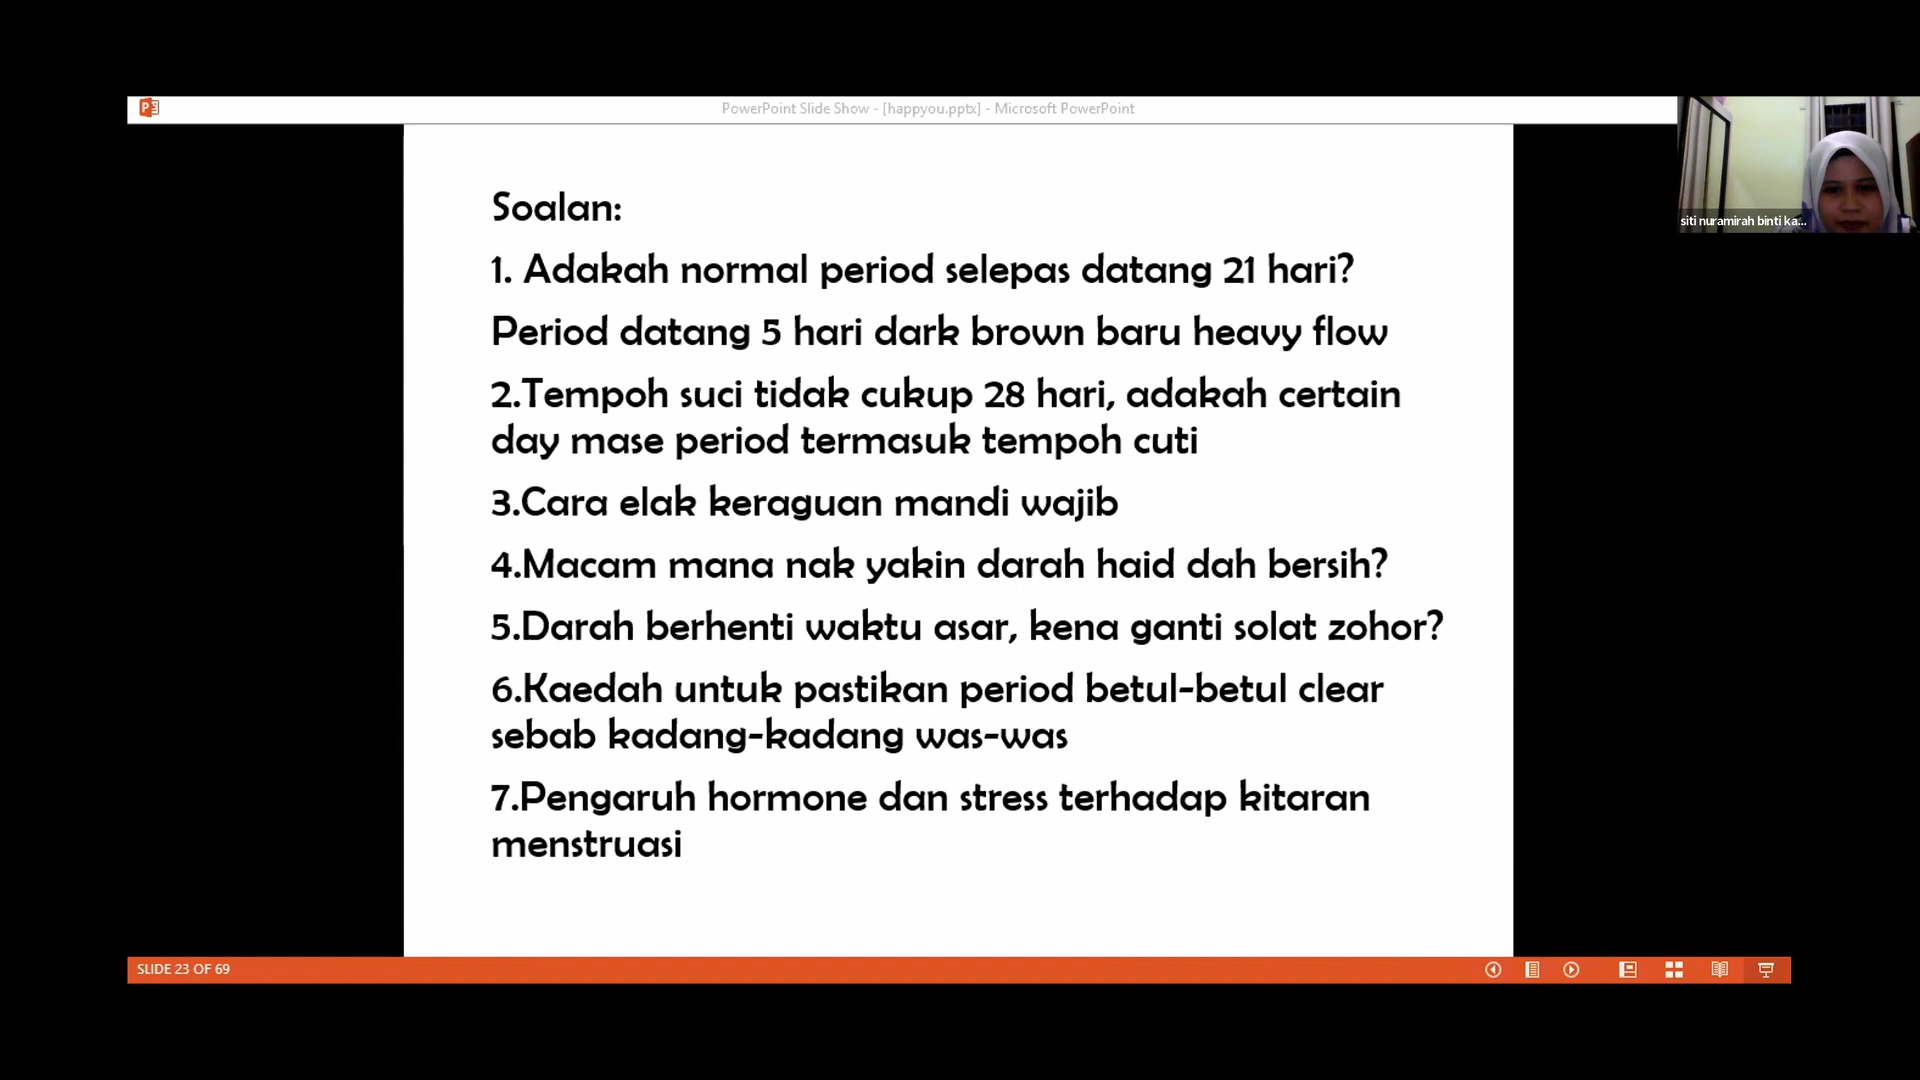 PowerPoint Slide Show - [happyou.pptx] - Microsoft PowerPoint
siti nuramirah binti ka...
Soalan:
1. Adakah normal period selepas datang 21 hari?
Period datang 5 hari dark brown baru heavy flow
2.Tempoh suci tidak cukup 28 hari, adakah certain
day mase period termasuk tempoh cuti
3.Cara elak keraguan mandi wajib
4.Macam mana nak yakin darah haid dah bersih?
5.Darah berhenti waktu asar, kena ganti solat zohor?
6.Kaedah untuk pastikan period betul-betul clear
sebab kadang-kadang was-was
7.Pengaruh hormone dan stress terhadap kitaran
menstruasi
SLIDE 23 OF 69